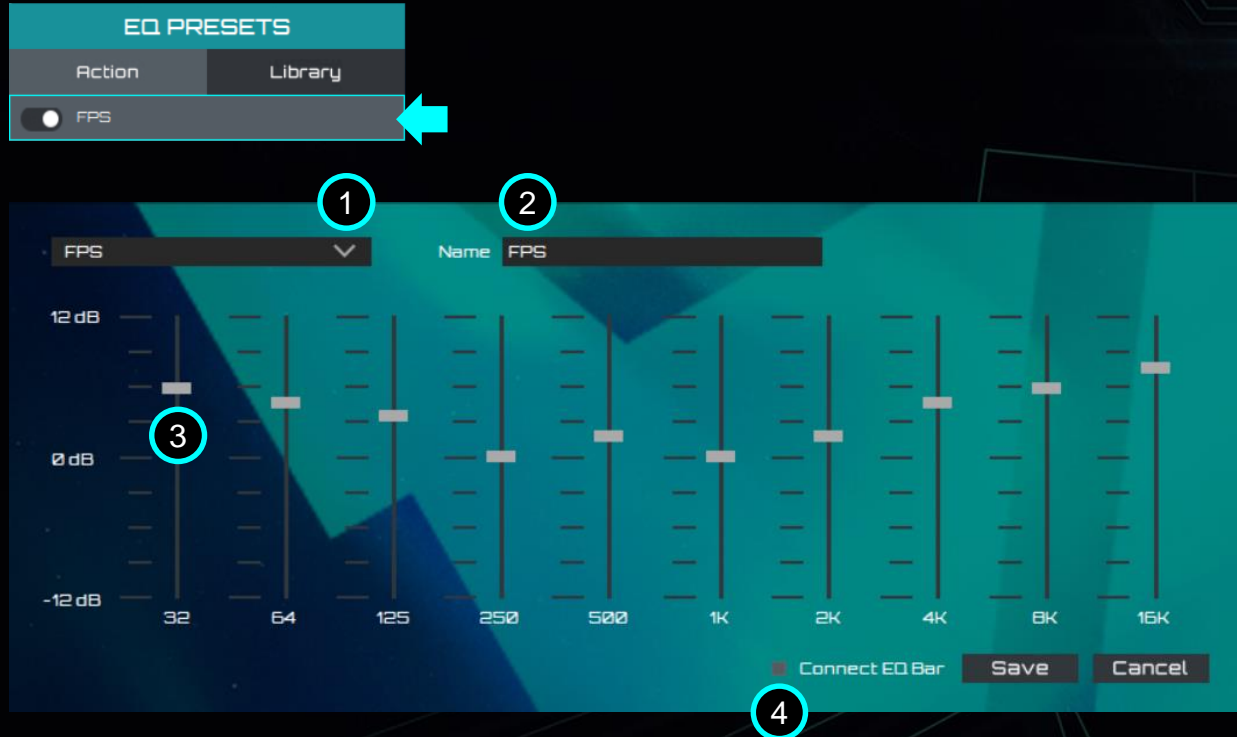 EQ PRESETS
Action Library
FPS
1 2
FPS Name FPS
12 dB
3
0 dB
-12 dB
32 64 125 250 500 1K 2K 4K 8K 16K
Connect EQ Bar Save Cancel
4